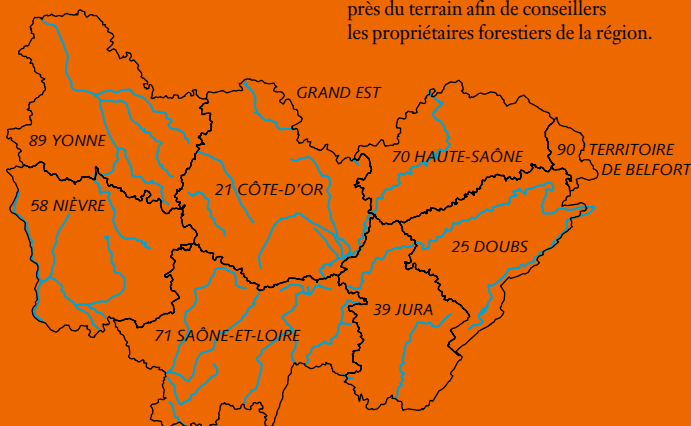 près du terrain afin de conseillers
les propriétaires forestiers de la région.
GRAND EST
89 YONNE
70 HAUTE-SAÔNE
90 TERRITOIRE
DE BELFORT
21 CÔTE-D'OR
58 NIÈVRE
25 DOUBS
39 JURA
71 SAÔNE-ET-LOIRE